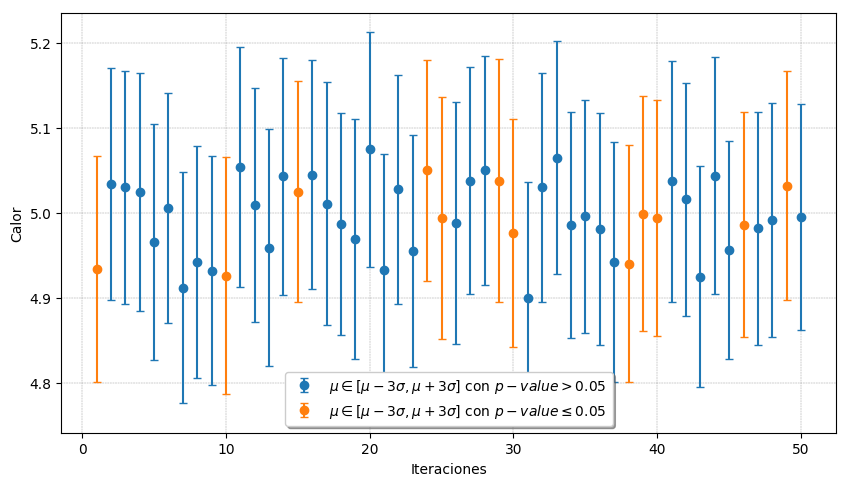 5.2
5.1
5.0
4.9
4.8
Calor
μ ∈ [μ − 3σ, μ + 3σ] con p − value > 0.05
μ ∈ [μ − 3σ, μ + 3σ] con p − value ≤ 0.05
0 10 20 30 40 50
Iteraciones